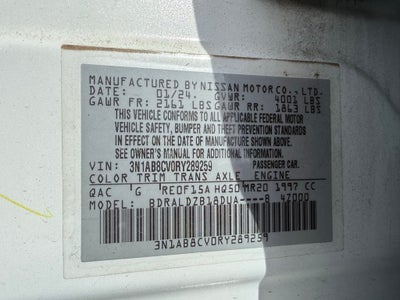 MANUFACTURED BY NISSAN MOTOR CO., LTD.
DATE: 01/24. GVWR: 4001 LBS
GAWR FR: 2161 LBS GAWR RR: 1863 LBS
THIS VEHICLE CONFORMS TO ALL APPLICABLE
FEDERAL MOTOR
VEHICLE SAFETY, BUMPER, AND THEFT PREVENTION
STANDARDS IN
EFFECT ON THE DATE OF MANUFACTURE SHOWN
ABOVE.
SEE OWNER'S MANUAL OR
VIN: 3N1AB8CV0RY289259 PASSENGER CAR.
COLOR TRIM TRANS AXLE ENGINE
QAC G RE0F15A HQ50 MR20 1997 CC
MODEL: BDRALDZB18DUA----B 47000
3N1AB8CV0RY289259